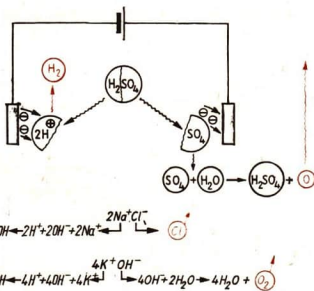 H₂
H₂SO₄
⊖ ⊖ 2H ⊕
SO₄ ⊖ ⊖
SO₄ + H₂O → H₂SO₄ + O
2Na⁺Cl⁻
OH ← 2H⁺+2OH⁻+2Na⁺ ← → Cl
4K⁺OH⁻
H ← 4H⁺+4OH⁻+4K⁺ ← → 4OH⁻+2H₂O → 4H₂O + O₂